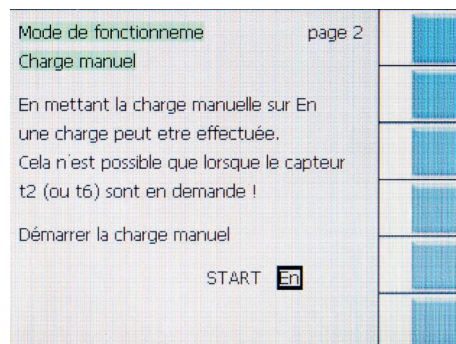 Mode de fonctionneme page 2
Charge manuel
En mettant la charge manuelle sur En
une charge peut etre effectuée.
Cela n'est possible que lorsque le capteur
t2 (ou t6) sont en demande !
Démarrer la charge manuel
START En